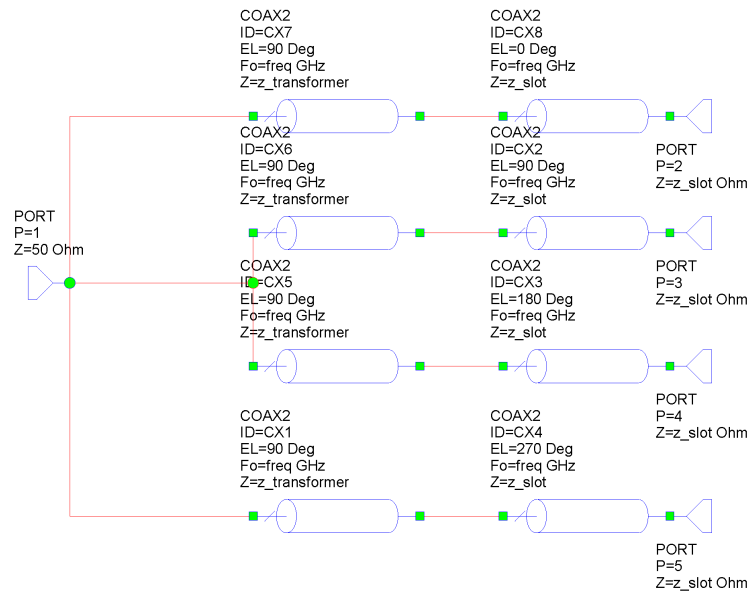 COAX2
ID=CX7
EL=90 Deg
Fo=freq GHz
Z=z_transformer
COAX2
ID=CX8
EL=0 Deg
Fo=freq GHz
Z=z_slot
PORT
P=2
Z=z_slot Ohm
COAX2
ID=CX6
EL=90 Deg
Fo=freq GHz
Z=z_transformer
COAX2
ID=CX2
EL=90 Deg
Fo=freq GHz
Z=z_slot
PORT
P=1
Z=50 Ohm
PORT
P=3
Z=z_slot Ohm
COAX2
ID=CX5
EL=90 Deg
Fo=freq GHz
Z=z_transformer
COAX2
ID=CX3
EL=180 Deg
Fo=freq GHz
Z=z_slot
PORT
P=4
Z=z_slot Ohm
COAX2
ID=CX1
EL=90 Deg
Fo=freq GHz
Z=z_transformer
COAX2
ID=CX4
EL=270 Deg
Fo=freq GHz
Z=z_slot
PORT
P=5
Z=z_slot Ohm